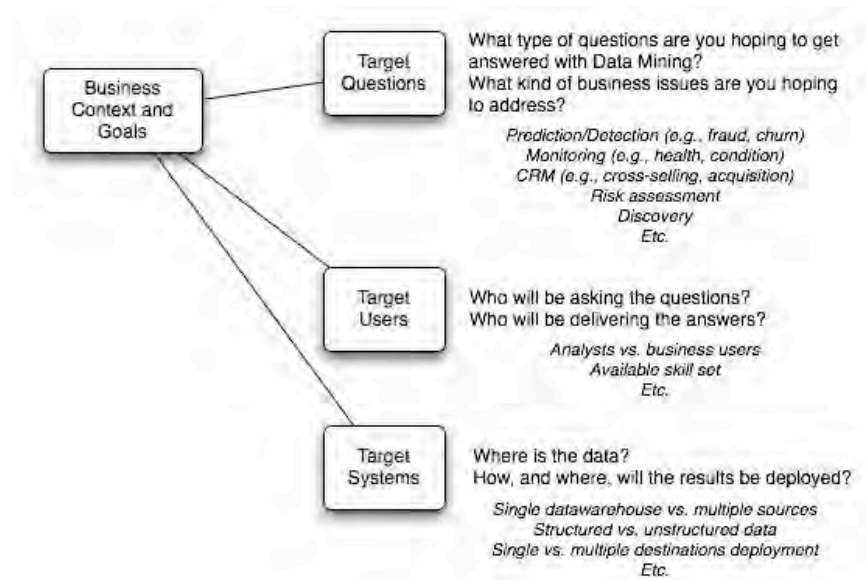 Business
Context and
Goals
Target
Questions
What type of questions are you hoping to get
answered with Data Mining?
What kind of business issues are you hoping
to address?
Prediction/Detection (e.g., fraud, churn)
Monitoring (e.g., health, condition)
CRM (e.g., cross-selling, acquisition)
Risk assessment
Discovery
Etc.
Target
Users
Who will be asking the questions?
Who will be delivering the answers?
Analysts vs. business users
Available skill set
Etc.
Target
Systems
Where is the data?
How, and where, will the results be deployed?
Single datawarehouse vs. multiple sources
Structured vs. unstructured data
Single vs. multiple destinations deployment
Etc.